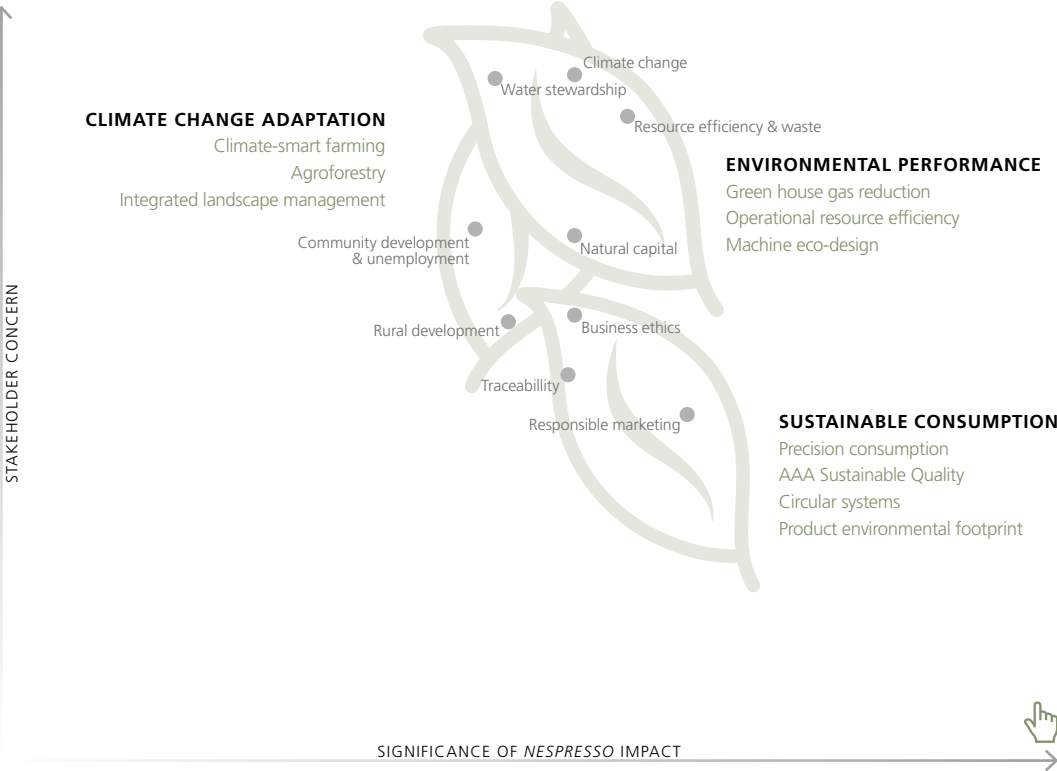 Climate change
Water stewardship
Resource efficiency & waste
CLIMATE CHANGE ADAPTATION
Climate-smart farming
Agroforestry
Integrated landscape management
ENVIRONMENTAL PERFORMANCE
Green house gas reduction
Operational resource efficiency
Machine eco-design
Community development
& unemployment
Natural capital
Rural development
Business ethics
Traceabillity
Responsible marketing
SUSTAINABLE CONSUMPTION
Precision consumption
AAA Sustainable Quality
Circular systems
Product environmental footprint
STAKEHOLDER CONCERN
SIGNIFICANCE OF NESPRESSO IMPACT